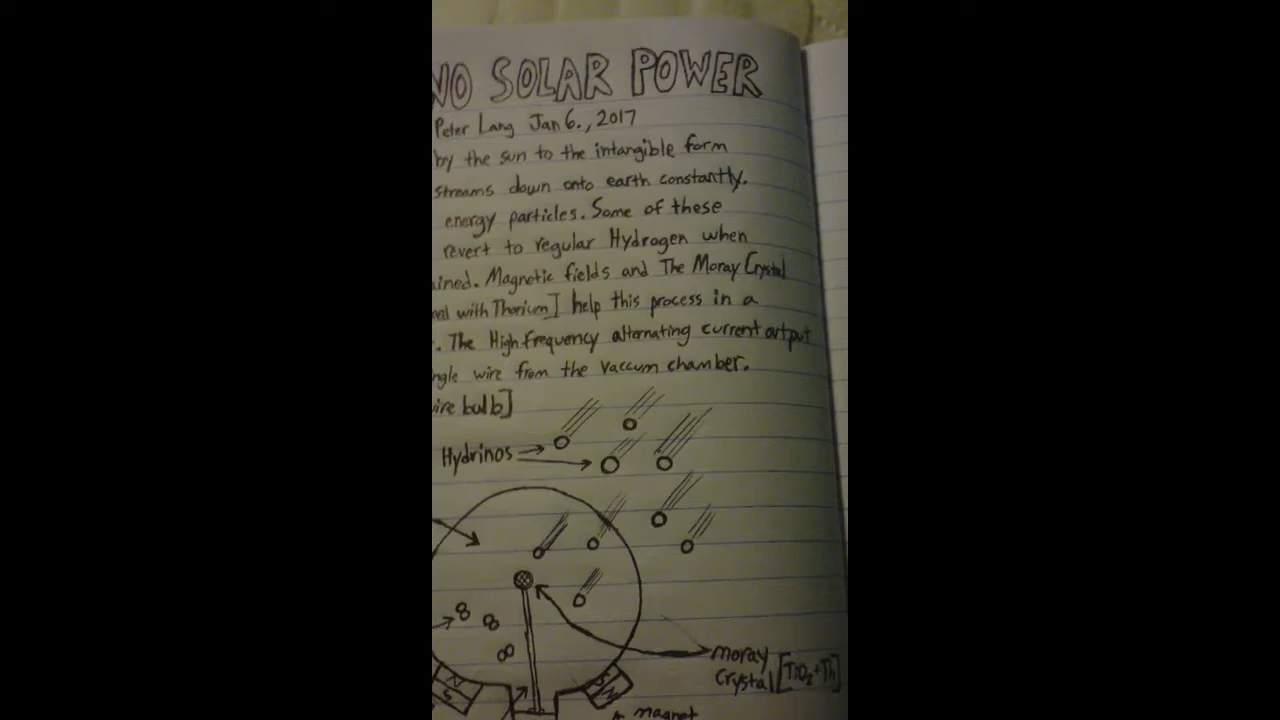 NO SOLAR POWER
Peter Lang Jan 6., 2017
by the sun to the intangible form
streams down onto earth constantly.
energy particles. Some of these
revert to regular Hydrogen when
ined. Magnetic fields and The Moray Crystal
with Thorium] help this process in a
. The High frequency alternating current output
ngle wire from the vaccum chamber.
ire bulb]
Hydrinos
moray
Crystal [TiO2+Th]
N S
S N
magnet